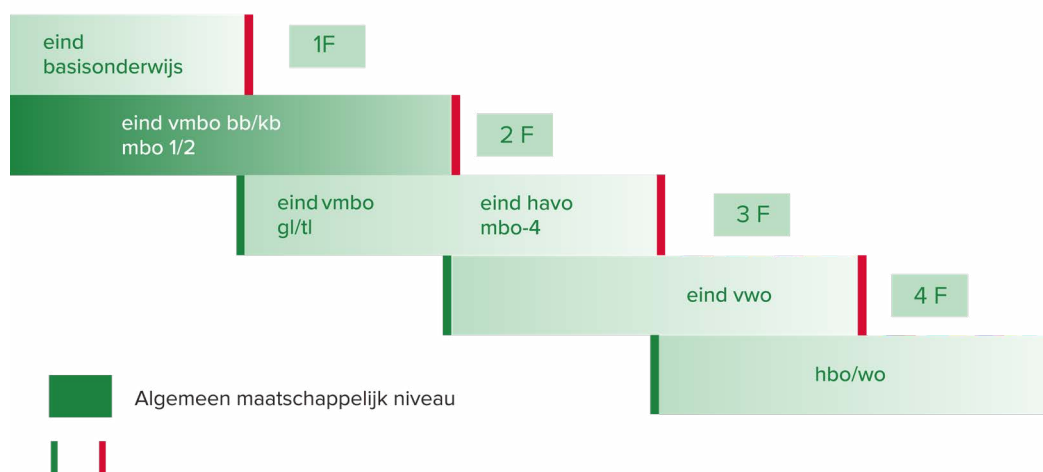 eind
basisonderwijs
1F
eind vmbo bb/kb
mbo 1/2
2 F
eind vmbo
gl/tl
eind havo
mbo-4
3 F
eind vwo
4 F
hbo/wo
Algemeen maatschappelijk niveau